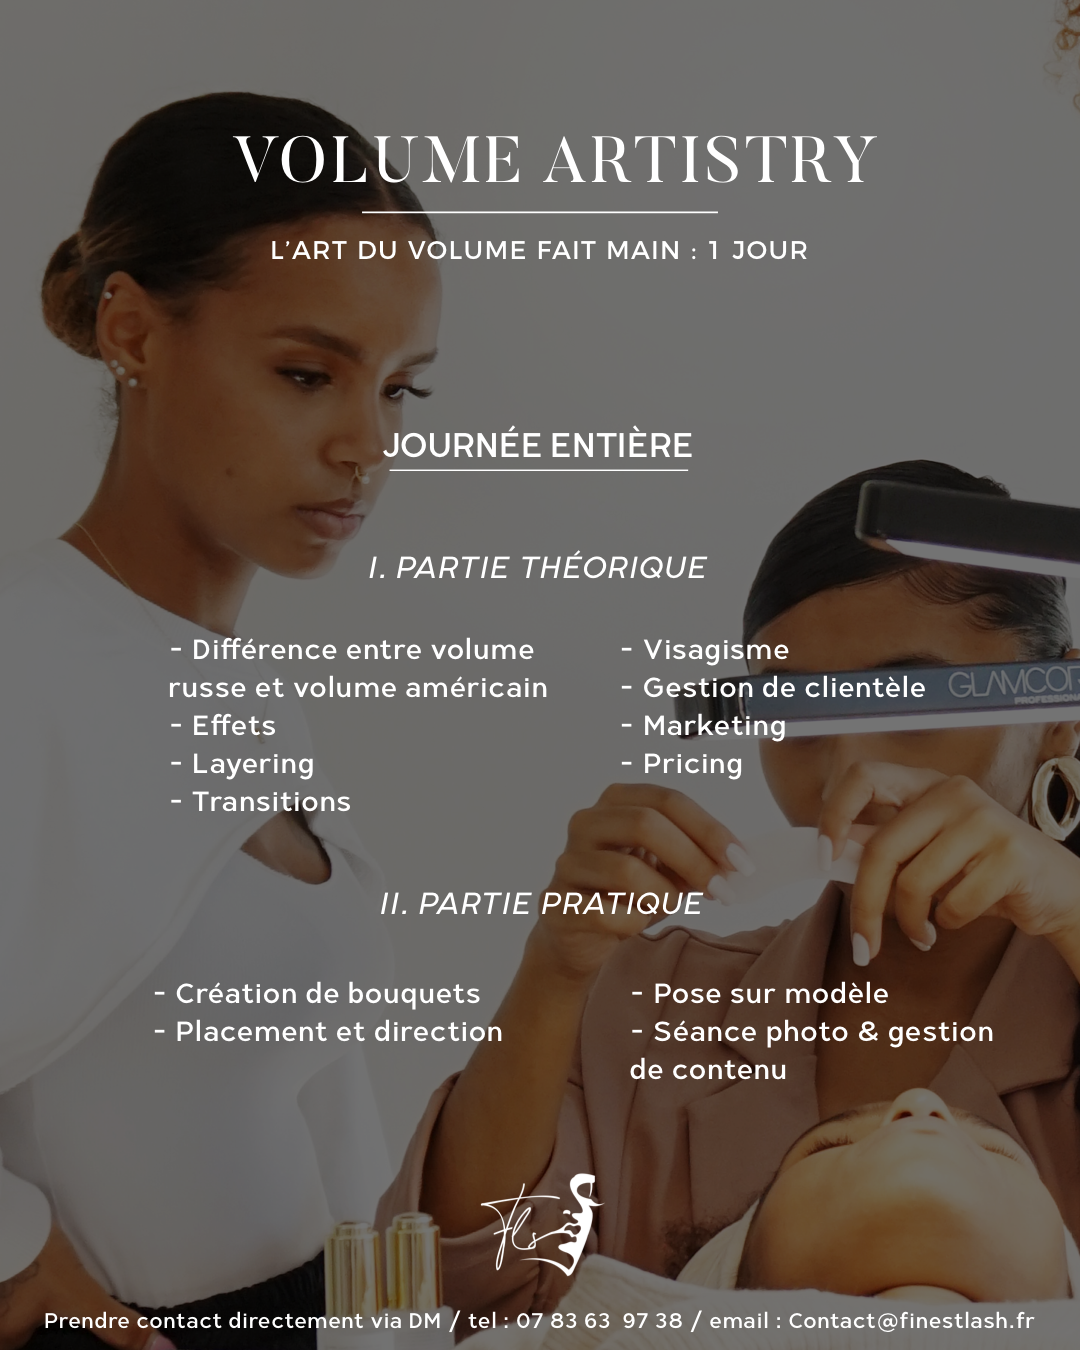 VOLUME ARTISTRY
L'ART DU VOLUME FAIT MAIN : 1 JOUR
JOURNÉE ENTIÈRE
I. PARTIE THÉORIQUE
- Différence entre volume
russe et volume américain
- Effets
- Layering
- Transitions
- Visagisme
- Gestion de clientèle
- Marketing
- Pricing
GLAMCOR
PROFESSIONAL
II. PARTIE PRATIQUE
- Création de bouquets
- Placement et direction
- Pose sur modèle
- Séance photo & gestion
de contenu
Fls
Prendre contact directement via DM / tel : 07 83 63 97 38 / email : Contact@finestlash.fr